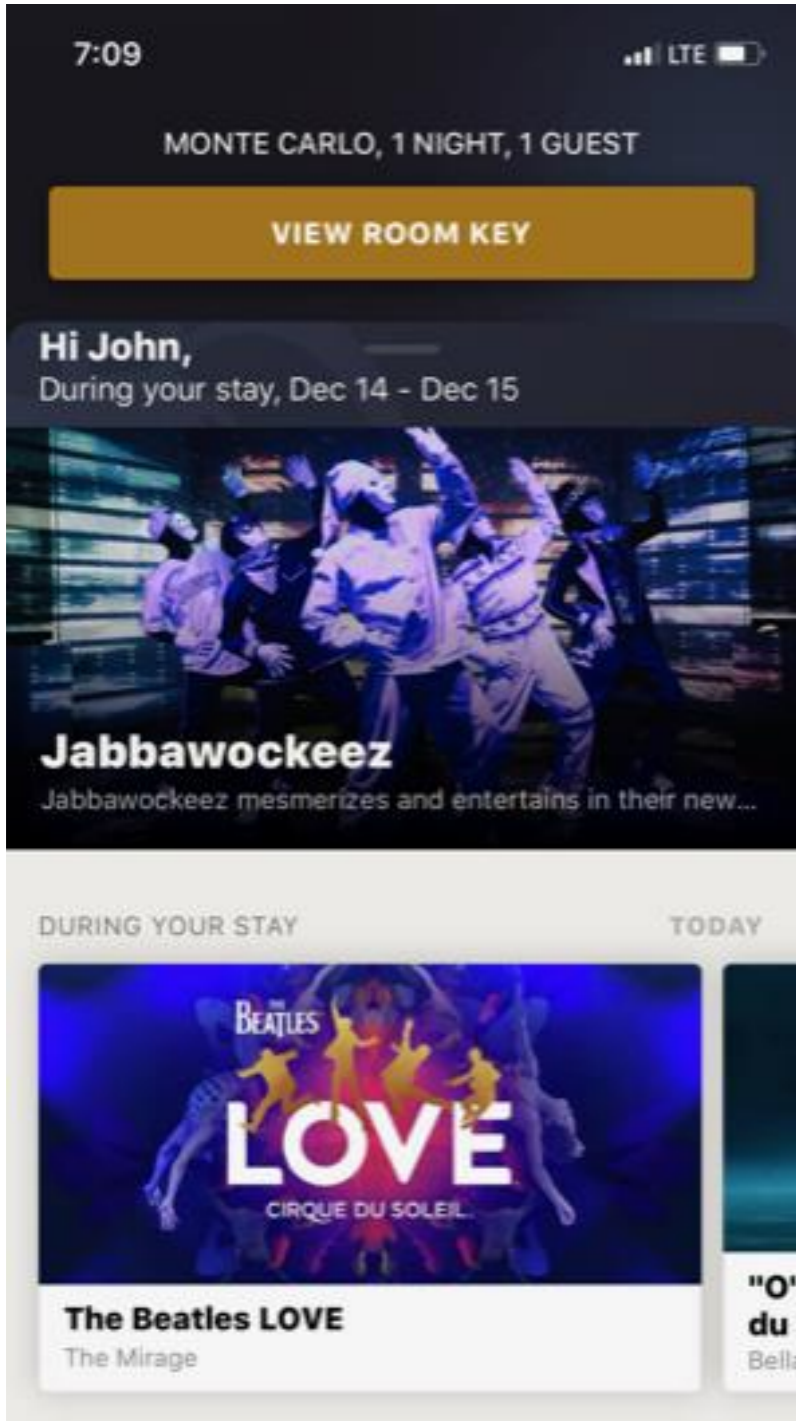 7:09
LTE
MONTE CARLO, 1 NIGHT, 1 GUEST
VIEW ROOM KEY
Hi John,
During your stay, Dec 14 - Dec 15
Jabbawockeez
Jabbawockeez mesmerizes and entertains in their new...
DURING YOUR STAY
TODAY
THE
BEATLES
LOVE
CIRQUE DU SOLEIL
The Beatles LOVE
The Mirage
"O"
du
Bella